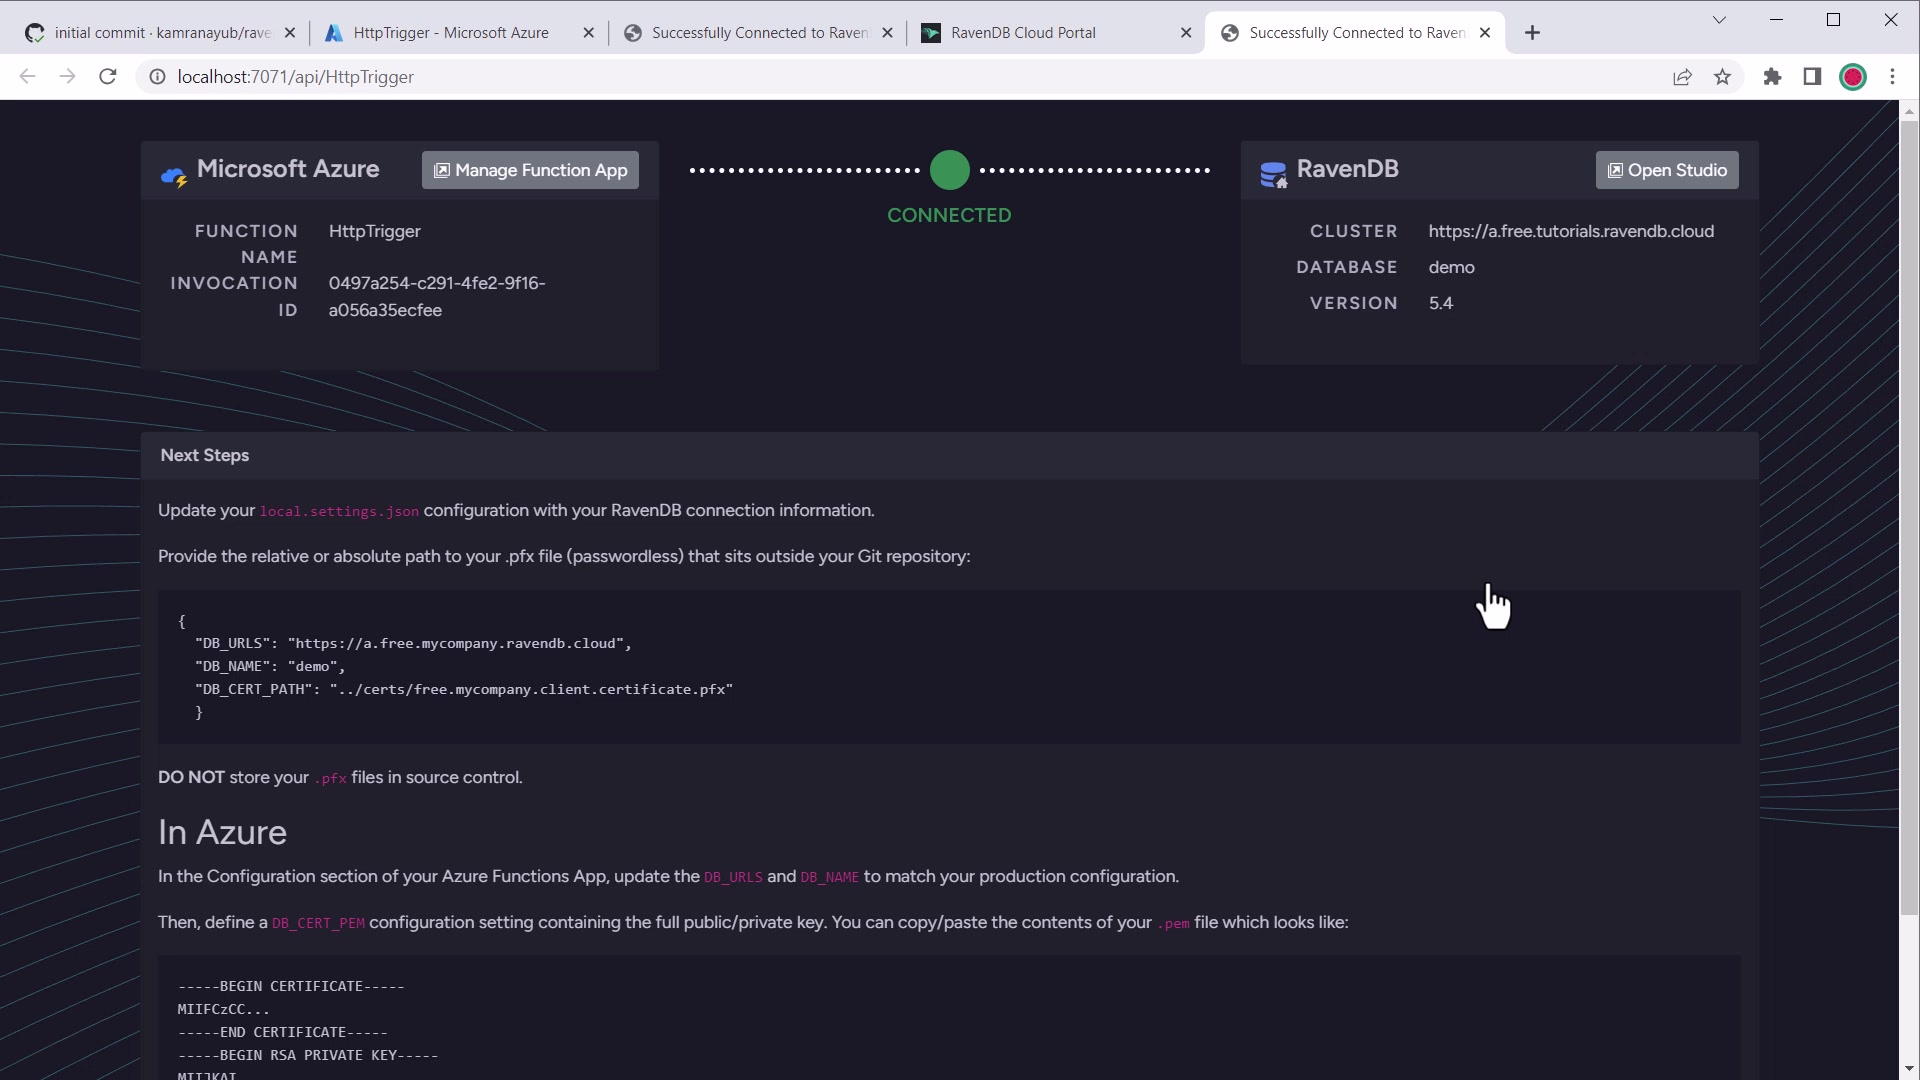 initial commit · kamranayub/rave
HttpTrigger - Microsoft Azure
Successfully Connected to Raven
RavenDB Cloud Portal
Successfully Connected to Raven
localhost:7071/api/HttpTrigger
Microsoft Azure
Manage Function App
FUNCTION NAME HttpTrigger
INVOCATION ID 0497a254-c291-4fe2-9f16-
a056a35ecfee
CONNECTED
RavenDB
Open Studio
CLUSTER https://a.free.tutorials.ravendb.cloud
DATABASE demo
VERSION 5.4
Next Steps
Update your local.settings.json configuration with your RavenDB connection information.
Provide the relative or absolute path to your .pfx file (passwordless) that sits outside your Git repository:
{
"DB_URLS": "https://a.free.mycompany.ravendb.cloud",
"DB_NAME": "demo",
"DB_CERT_PATH": "../certs/free.mycompany.client.certificate.pfx"
}
DO NOT store your .pfx files in source control.
In Azure
In the Configuration section of your Azure Functions App, update the DB_URLS and DB_NAME to match your production configuration.
Then, define a DB_CERT_PEM configuration setting containing the full public/private key. You can copy/paste the contents of your .pem file which looks like:
-----BEGIN CERTIFICATE-----
MIIFCzCC...
-----END CERTIFICATE-----
-----BEGIN RSA PRIVATE KEY-----